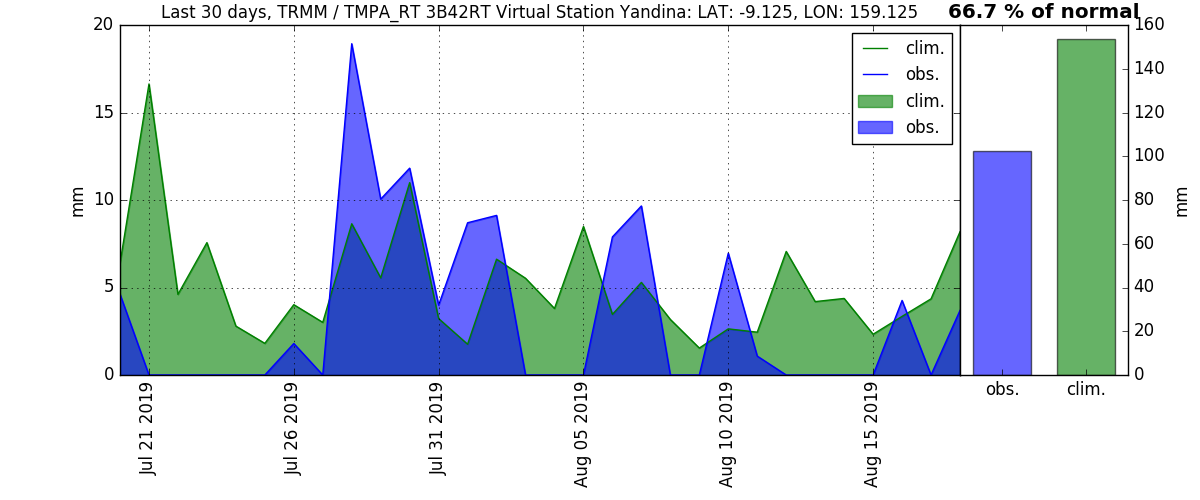 Last 30 days, TRMM / TMPA_RT 3B42RT Virtual Station Yandina: LAT: -9.125, LON: 159.125
66.7 % of normal
20
15
10
5
0
mm
clim.
obs.
clim.
obs.
160
140
120
100
80
60
40
20
0
mm
Jul 21 2019
Jul 26 2019
Jul 31 2019
Aug 05 2019
Aug 10 2019
Aug 15 2019
obs.
clim.